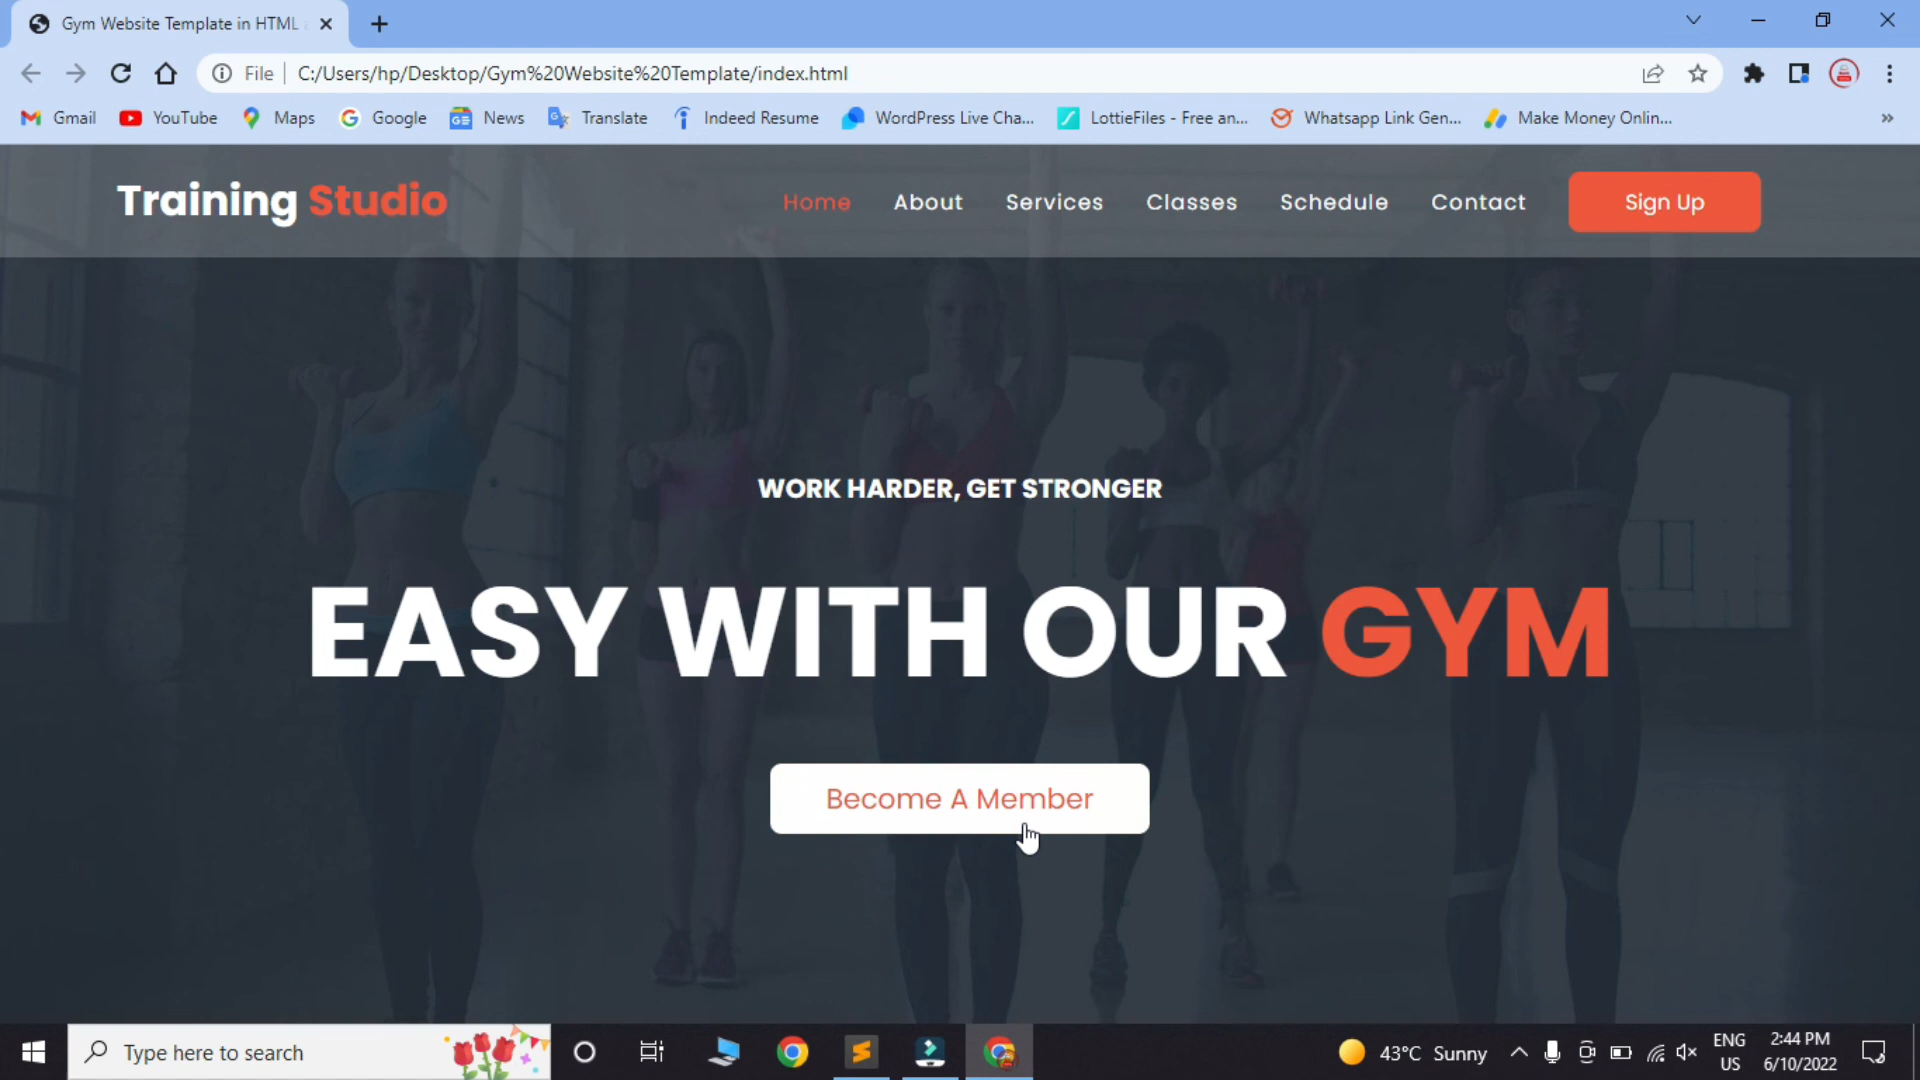 Gym Website Template in HTML
File
C:/Users/hp/Desktop/Gym%20Website%20Template/index.html
Gmail
YouTube
Maps
Google
News
Translate
Indeed Resume
WordPress Live Cha...
LottieFiles - Free an...
Whatsapp Link Gen...
Make Money Onlin...
»
Training Studio
Home
About
Services
Classes
Schedule
Contact
Sign Up
WORK HARDER, GET STRONGER
EASY WITH OUR GYM
Become A Member
Type here to search
43°C Sunny
ENG
US
2:44 PM
6/10/2022